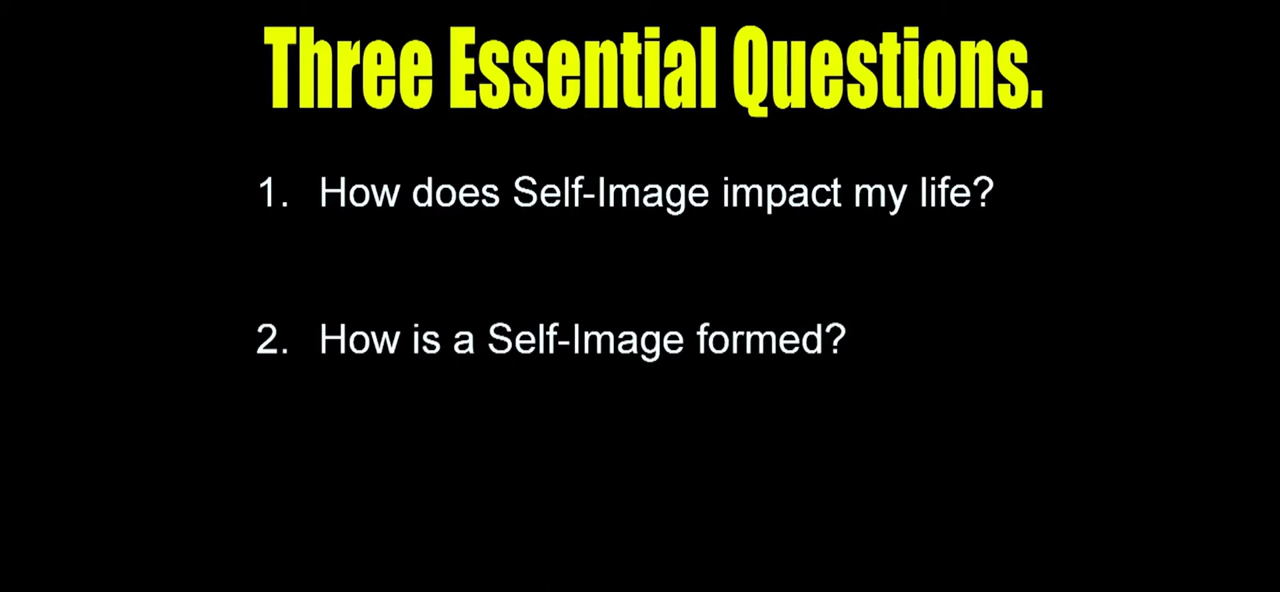 Three Essential Questions.
1. How does Self-Image impact my life?
2. How is a Self-Image formed?